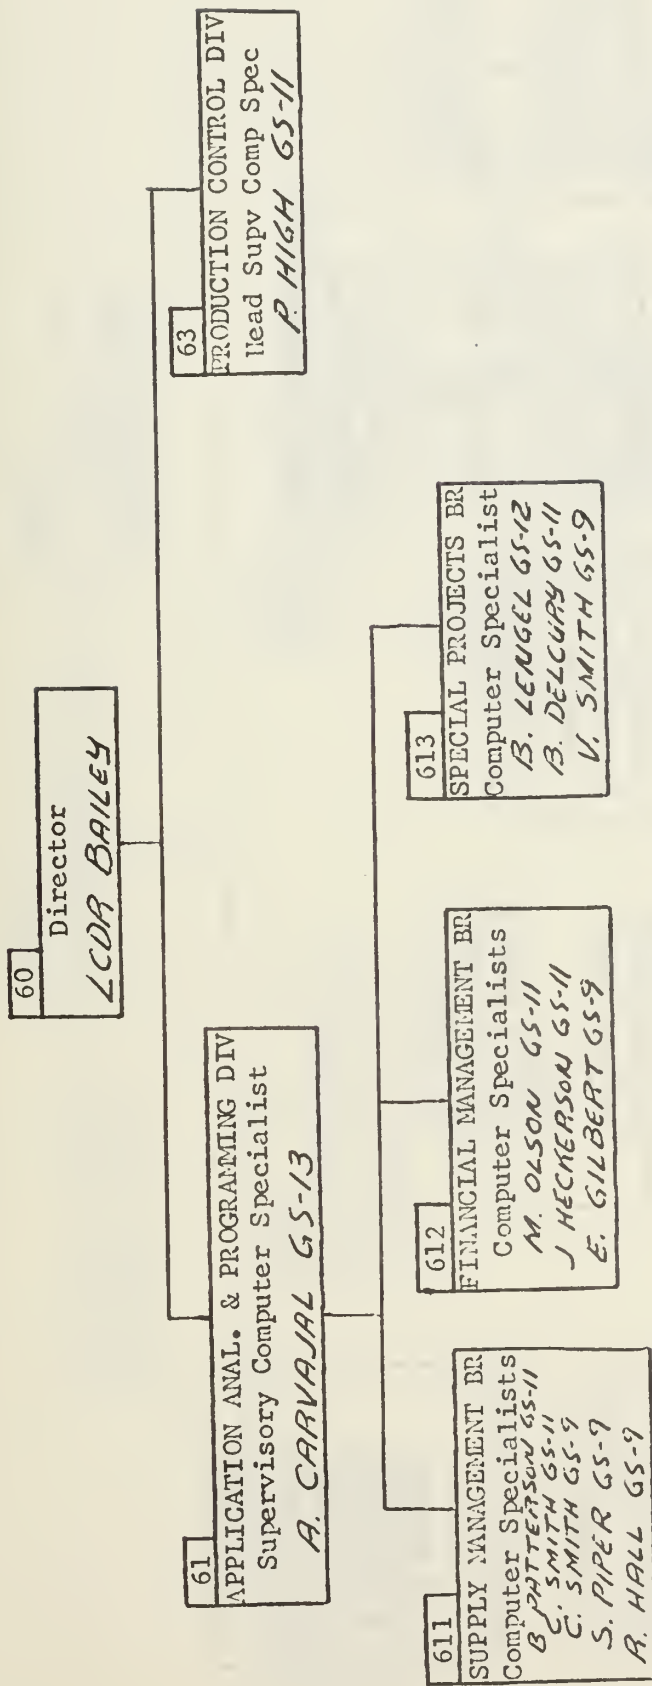 60
Director
LCDR BAILEY
61
APPLICATION ANAL. & PROGRAMMING DIV
Supervisory Computer Specialist
A. CARVAJAL GS-13
63
PRODUCTION CONTROL DIV
Head Supv Comp Spec
P. HIGH GS-11
611
SUPPLY MANAGEMENT BR
Computer Specialists
B PATTERSON GS-11
C. SMITH GS-11
C. SMITH GS-9
S. PIPER GS-9
R. HALL GS-9
612
FINANCIAL MANAGEMENT BR
Computer Specialists
M. OLSON GS-11
J HECKERSON GS-11
E. GILBERT GS-9
613
SPECIAL PROJECTS BR
Computer Specialist
B. LENGEL GS-12
B. DELCURY GS-11
V. SMITH GS-9